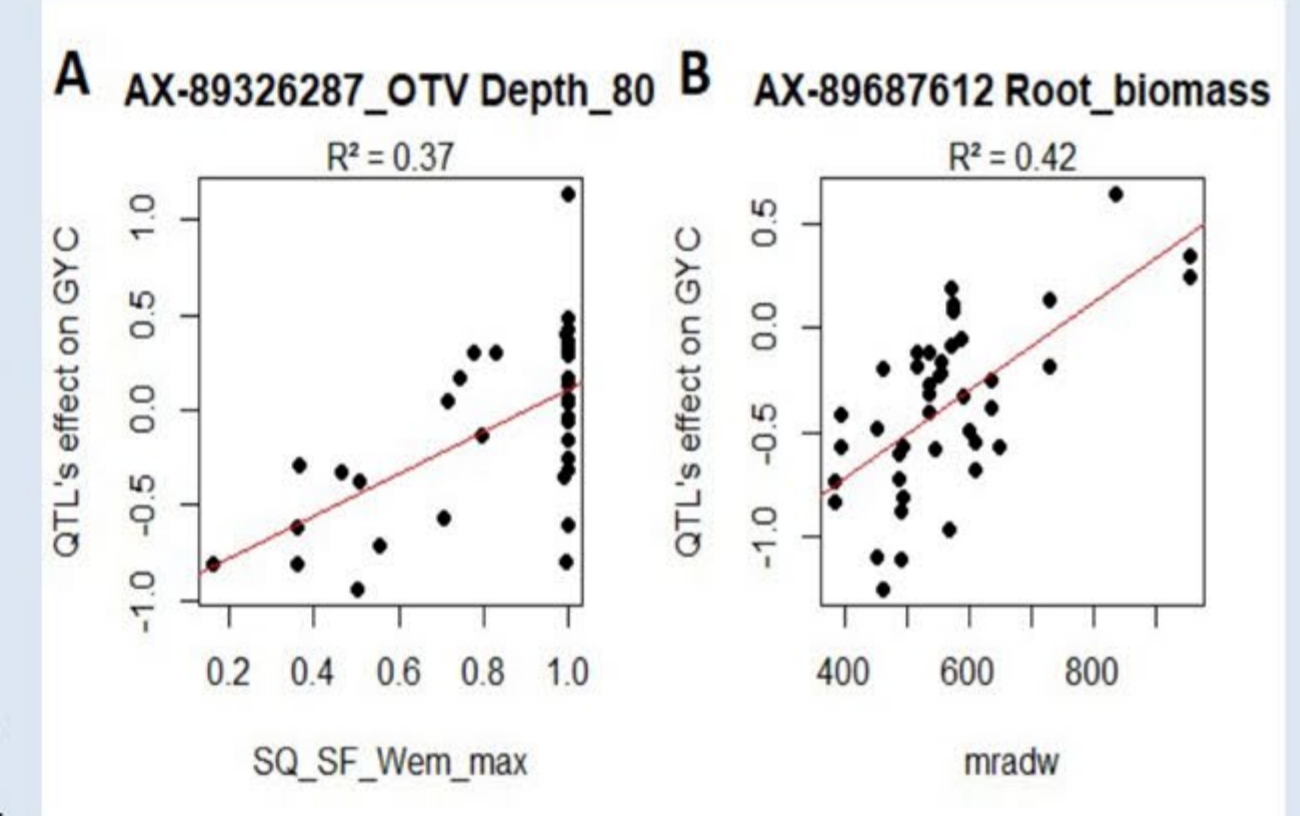 A AX-89326287_OTV Depth_80
R² = 0.37
QTL's effect on GYC
1.0
0.5
0.0
-0.5
-1.0
0.2 0.4 0.6 0.8 1.0
SQ_SF_Wem_max
B AX-89687612 Root_biomass
R² = 0.42
QTL's effect on GYC
0.5
0.0
-0.5
-1.0
400 600 800
mradw